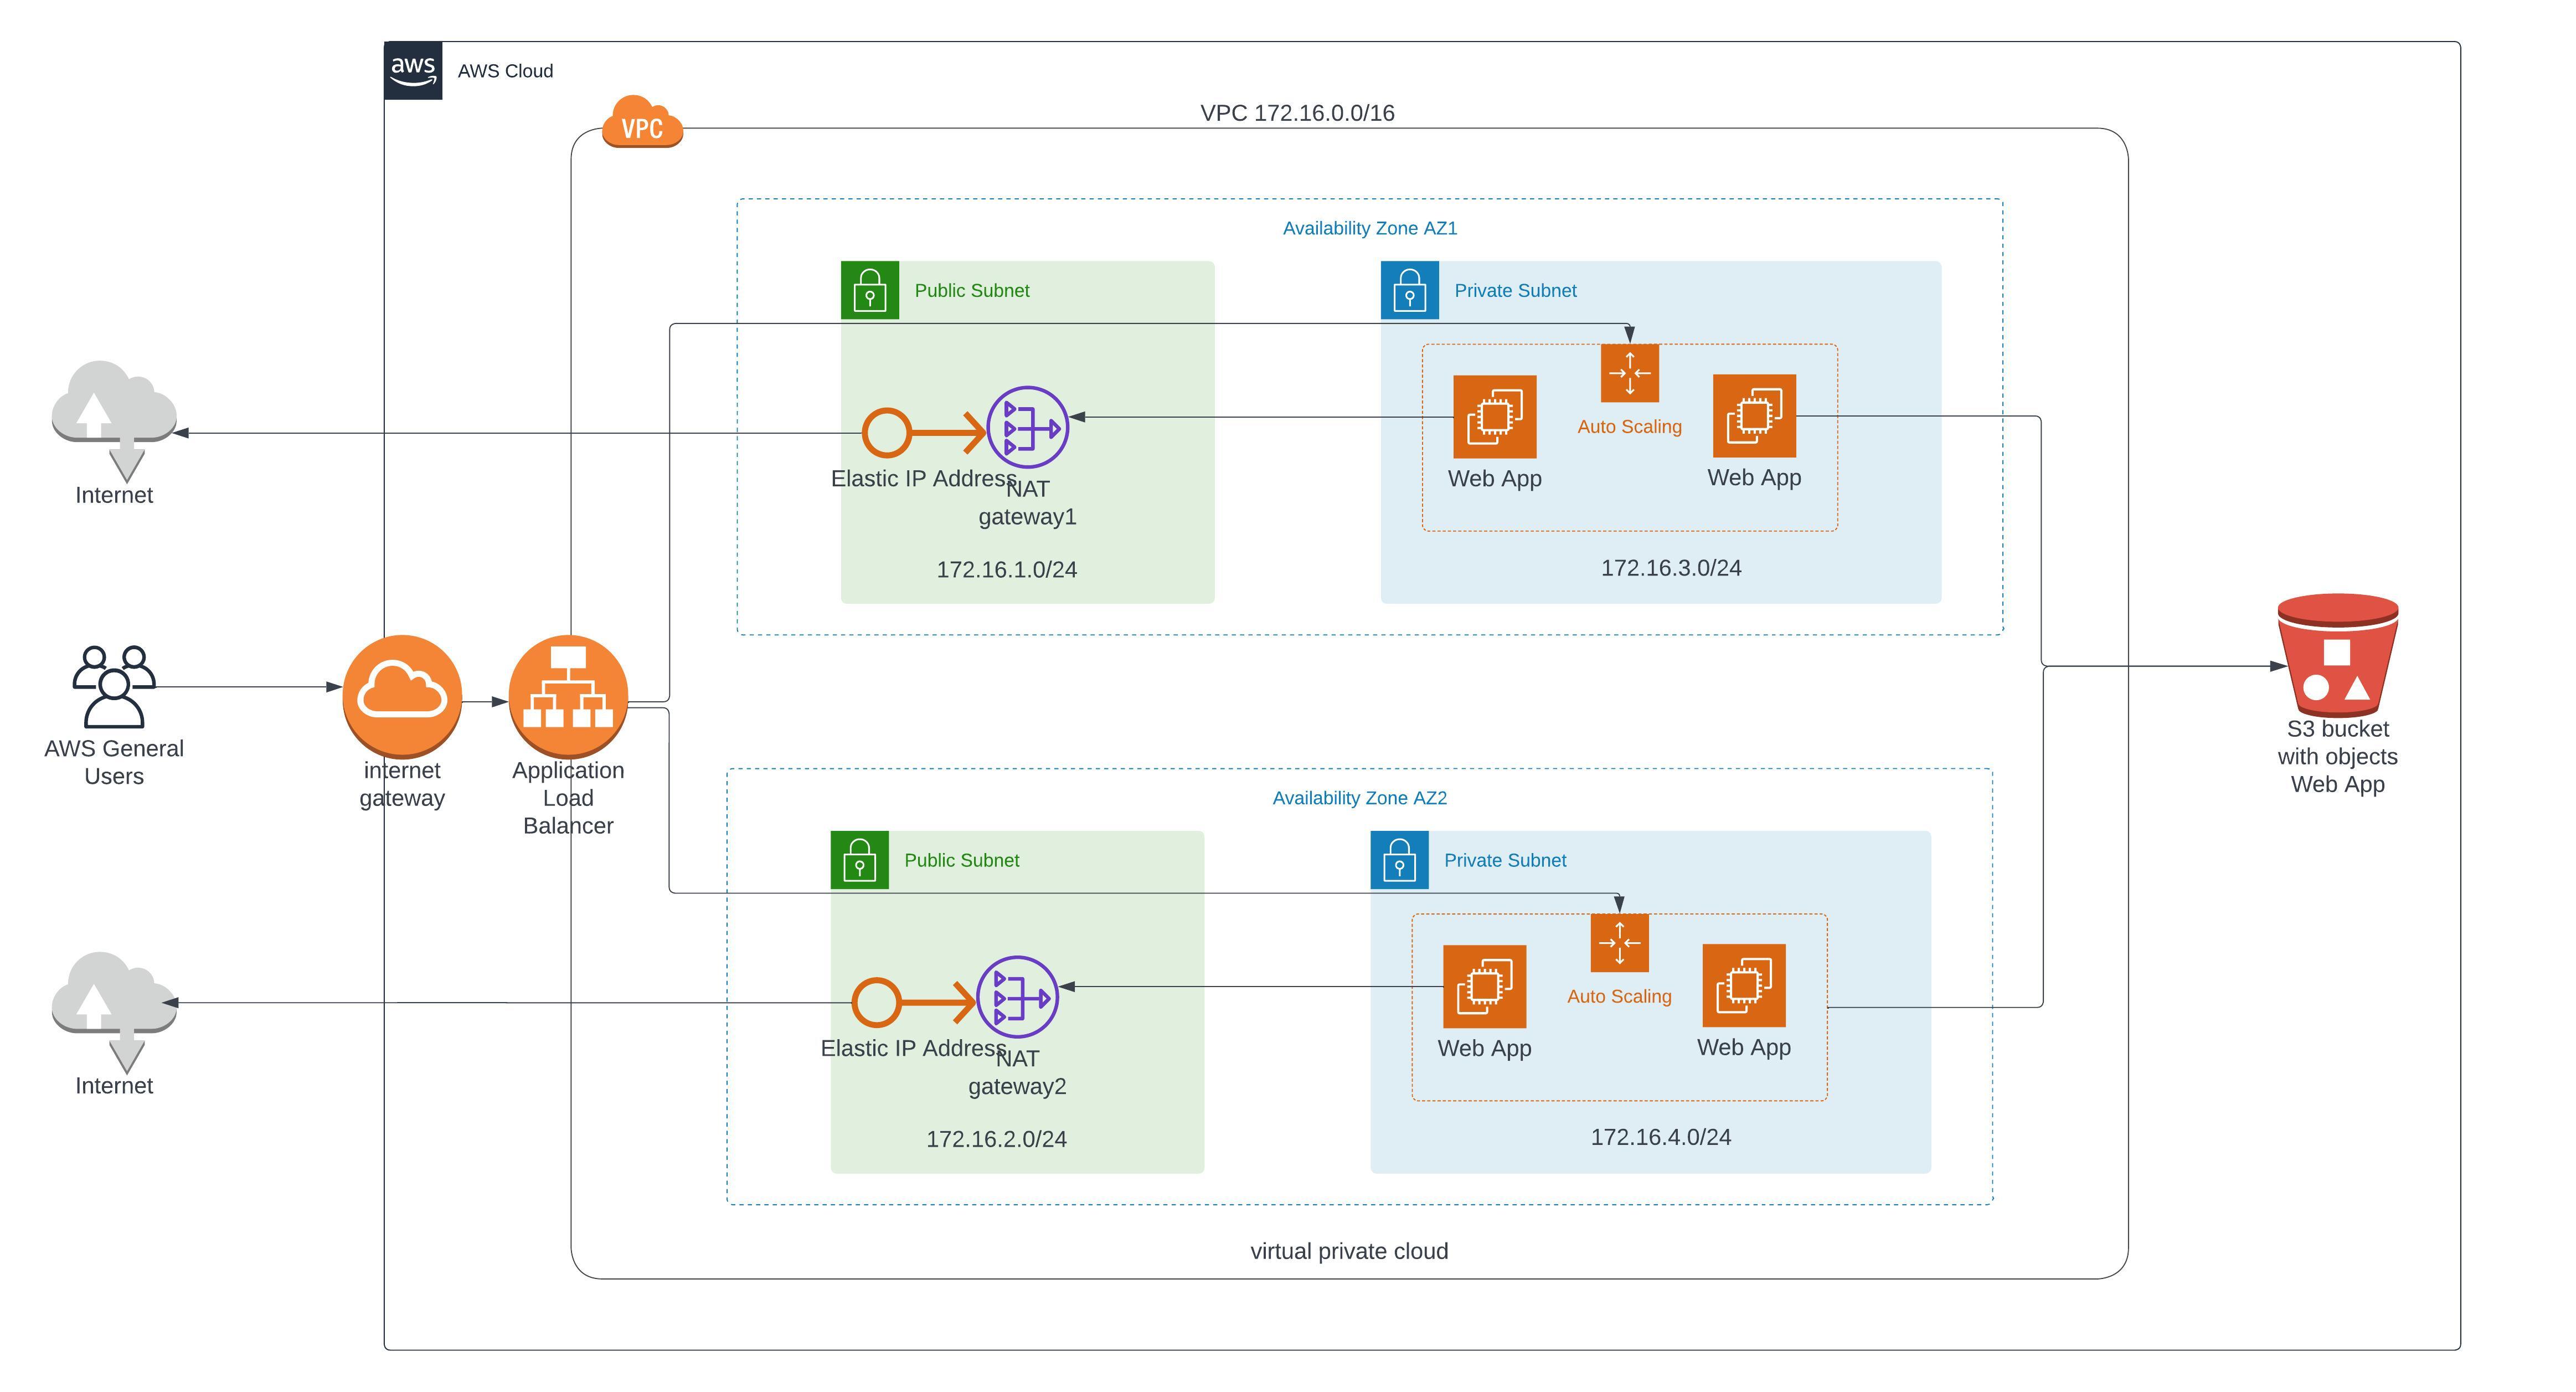 aws
AWS Cloud
VPC
VPC 172.16.0.0/16
Availability Zone AZ1
Public Subnet
Private Subnet
Auto Scaling
Elastic IP Address
NAT
gateway1
Web App
Web App
172.16.1.0/24
172.16.3.0/24
Internet
AWS General
Users
internet
gateway
Application
Load
Balancer
S3 bucket
with objects
Web App
Availability Zone AZ2
Public Subnet
Private Subnet
Auto Scaling
Elastic IP Address
NAT
gateway2
Web App
Web App
172.16.2.0/24
172.16.4.0/24
Internet
virtual private cloud